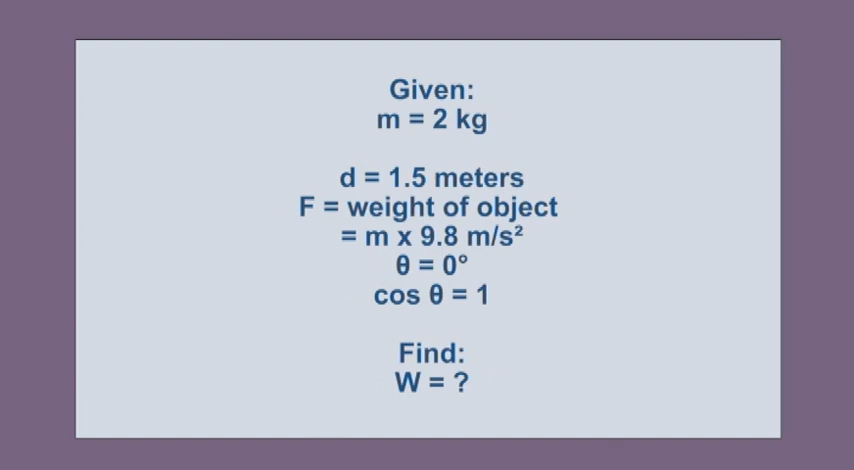 Given:
m = 2 kg
d = 1.5 meters
F = weight of object
= m x 9.8 m/s²
θ = 0°
cos θ = 1
Find:
W = ?